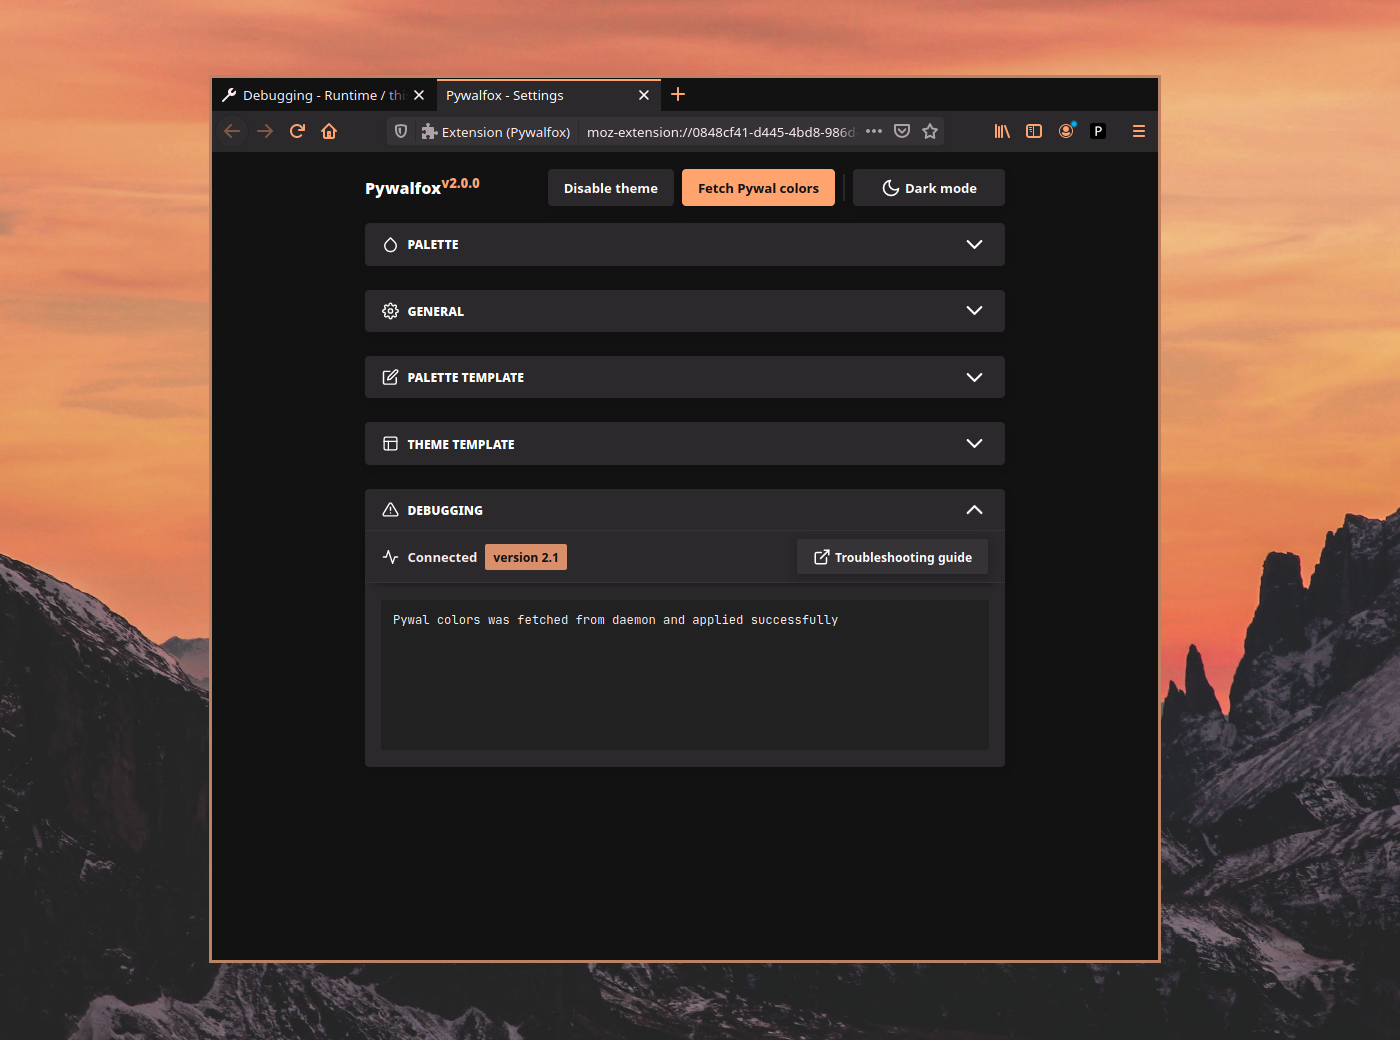 Debugging - Runtime / thi
Pywalfox - Settings
Extension (Pywalfox)
moz-extension://0848cf41-d445-4bd8-986d-
P
Pywalfox v2.0.0
Disable theme
Fetch Pywal colors
Dark mode
PALETTE
GENERAL
PALETTE TEMPLATE
THEME TEMPLATE
DEBUGGING
Connected
version 2.1
Troubleshooting guide
Pywal colors was fetched from daemon and applied successfully